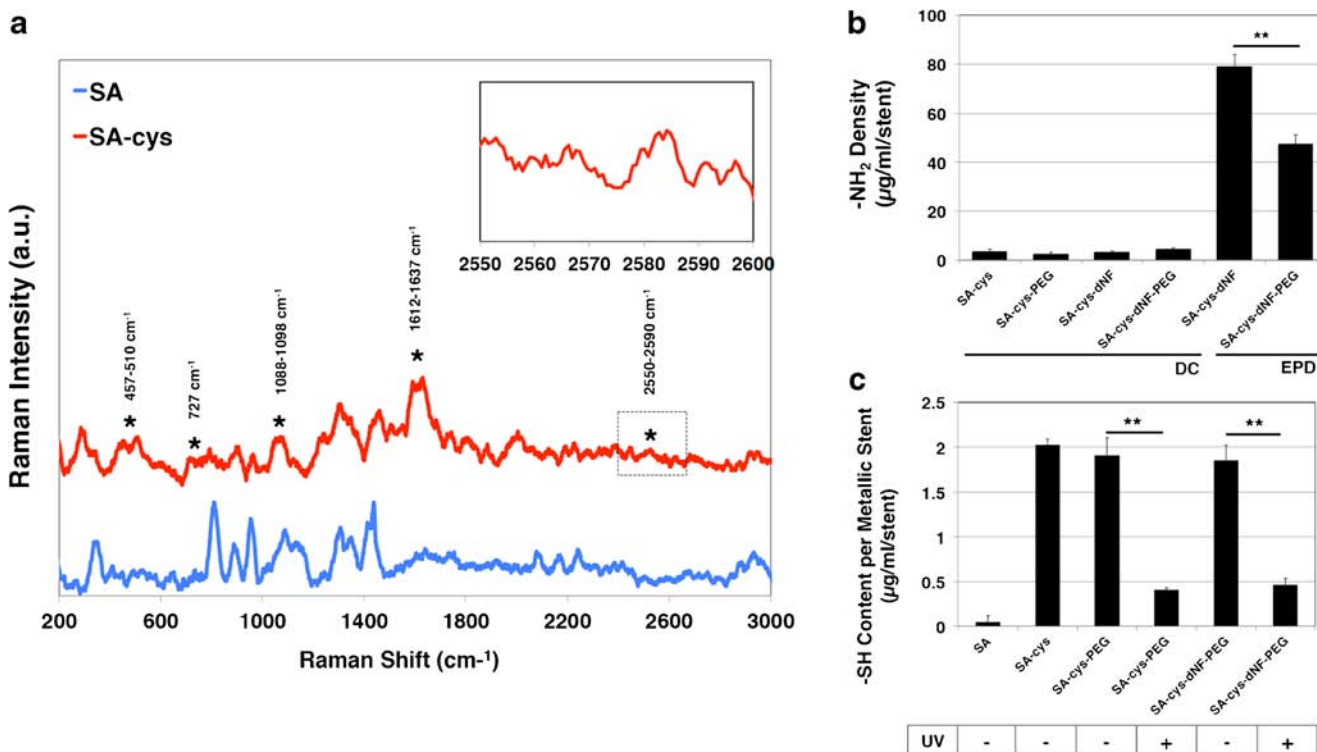 a
SA
SA-cys
Raman Intensity (a.u.)
457-510 cm-1
727 cm-1
1088-1098 cm-1
1612-1637 cm-1
2550-2590 cm-1
* * * * *
2550 2560 2570 2580 2590 2600
200 600 1000 1400 1800 2200 2600 3000
Raman Shift (cm-1)
b
-NH2 Density
(µg/ml/stent)
100
80
60
40
20
0
**
SA-cys
SA-cys-PEG
SA-cys-dNF
SA-cys-dNF-PEG
SA-cys-dNF
SA-cys-dNF-PEG
DC EPD
c
-SH Content per Metallic Stent
(µg/ml/stent)
2.5
2
1.5
1
0.5
0
** **
SA
SA-cys
SA-cys-PEG
SA-cys-PEG
SA-cys-dNF-PEG
SA-cys-dNF-PEG
UV - - - + - +